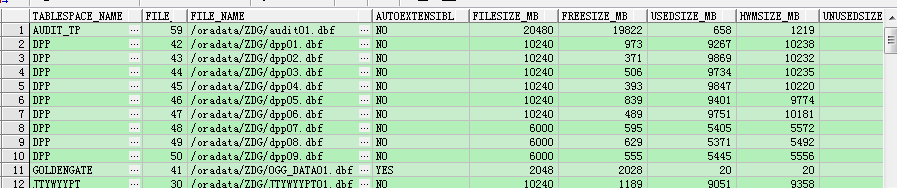 TABLESPACE_NAME FILE_ FILE_NAME AUTOEXTENSIBL FILESIZE_MB FREESIZE_MB USEDSIZE_MB HWMSIZE_MB UNUSEDSIZE
1 AUDIT_TP ... 59 /oradata/ZDG/audit01.dbf ... NO 20480 19822 658 1219
2 DPP ... 42 /oradata/ZDG/dpp01.dbf ... NO 10240 973 9267 10238
3 DPP ... 43 /oradata/ZDG/dpp02.dbf ... NO 10240 371 9869 10232
4 DPP ... 44 /oradata/ZDG/dpp03.dbf ... NO 10240 506 9734 10235
5 DPP ... 45 /oradata/ZDG/dpp04.dbf ... NO 10240 393 9847 10220
6 DPP ... 46 /oradata/ZDG/dpp05.dbf ... NO 10240 839 9401 9774
7 DPP ... 47 /oradata/ZDG/dpp06.dbf ... NO 10240 489 9751 10181
8 DPP ... 48 /oradata/ZDG/dpp07.dbf ... NO 6000 595 5405 5572
9 DPP ... 49 /oradata/ZDG/dpp08.dbf ... NO 6000 629 5371 5492
10 DPP ... 50 /oradata/ZDG/dpp09.dbf ... NO 6000 555 5445 5556
11 GOLDENGATE ... 41 /oradata/ZDG/OGG_DATA01.dbf ... YES 2048 2028 20 20
12 JTYWYYPT ... 30 /oradata/ZDG/JTYWYYPT01.dbf ... NO 10240 1189 9051 9358